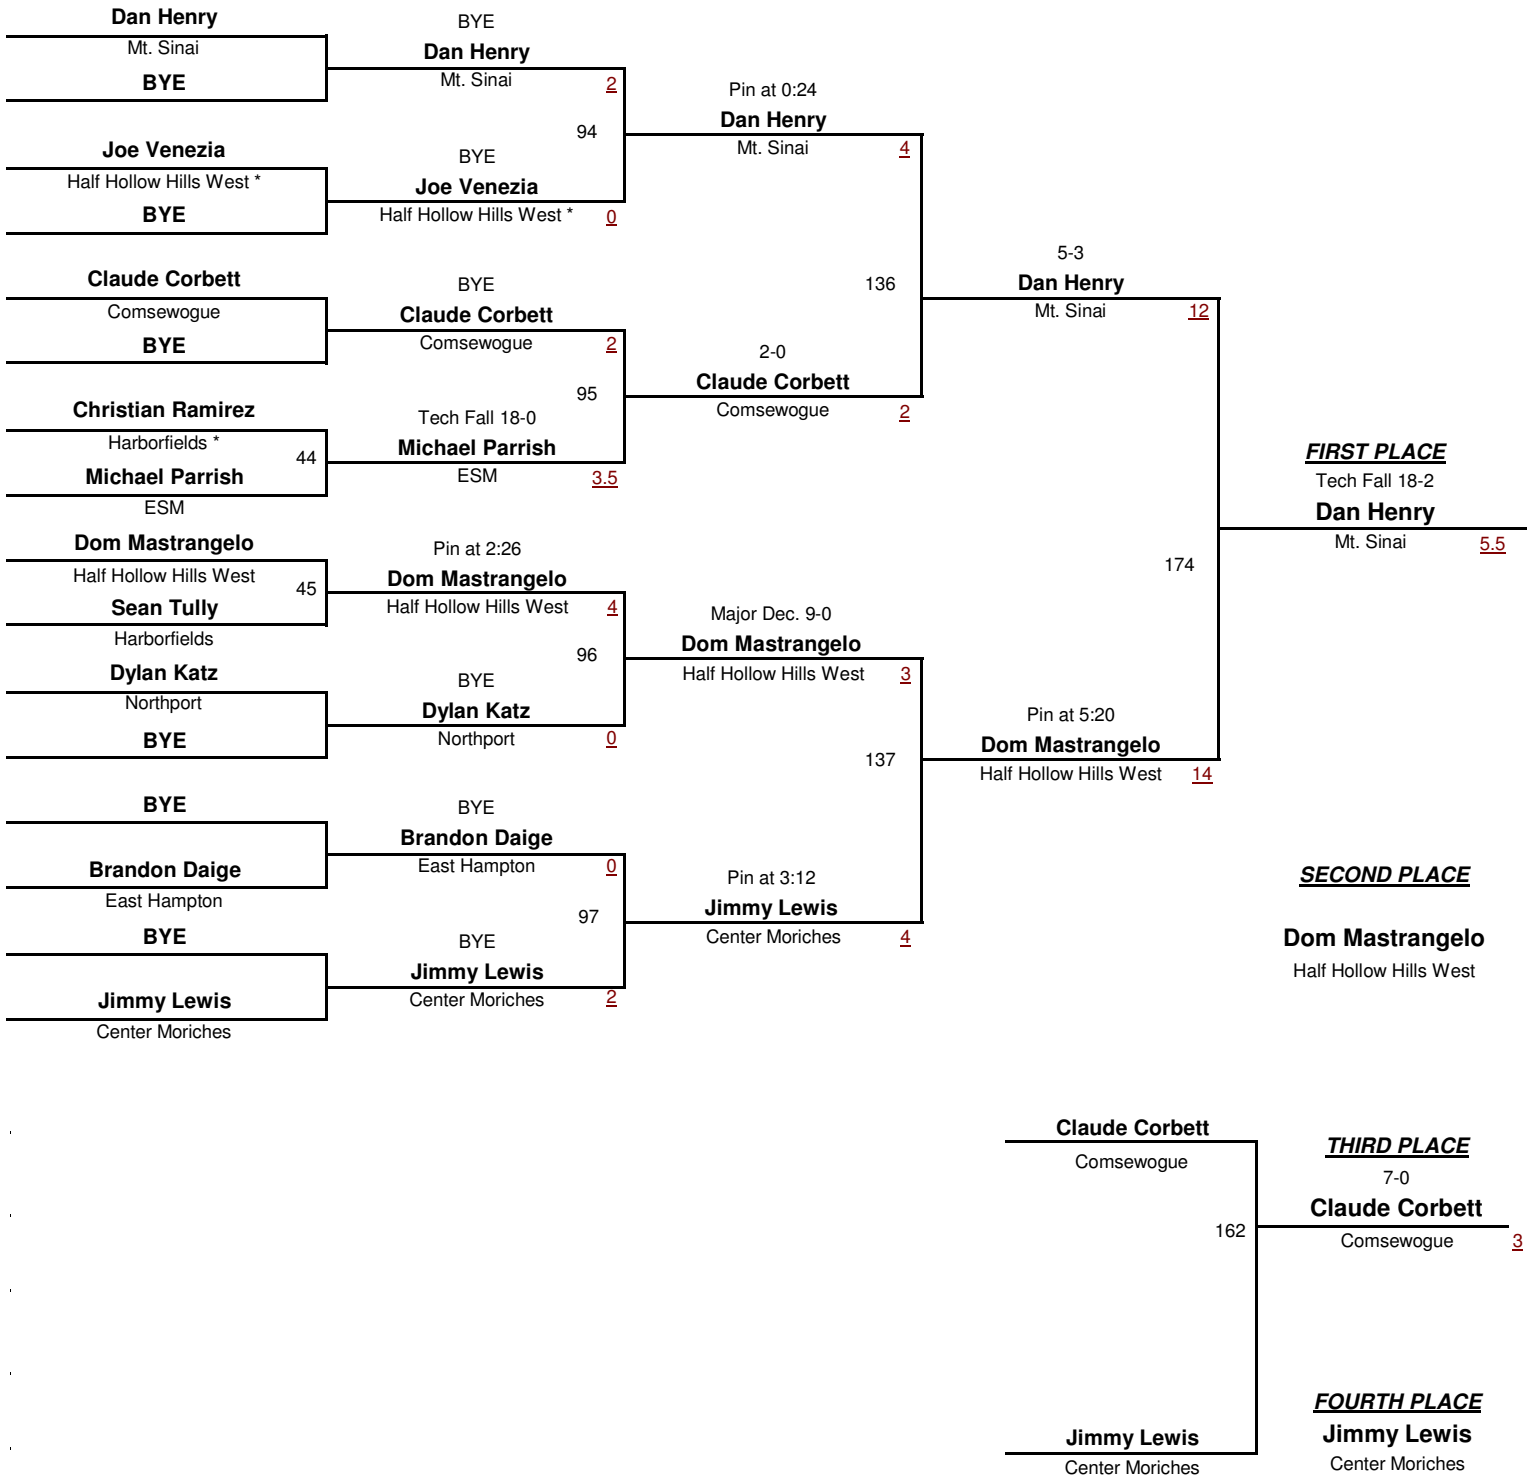 Dan Henry
Mt. Sinai
BYE
Joe Venezia
Half Hollow Hills West *
BYE
Claude Corbett
Comsewogue
BYE
Christian Ramirez
Harborfields *
44
Michael Parrish
ESM
Dom Mastrangelo
Half Hollow Hills West
45
Sean Tully
Harborfields
Dylan Katz
Northport
BYE
BYE
Brandon Daige
East Hampton
BYE
Jimmy Lewis
Center Moriches
BYE
Dan Henry
Mt. Sinai 2
94
BYE
Joe Venezia
Half Hollow Hills West * 0
BYE
Claude Corbett
Comsewogue 2
95
Tech Fall 18-0
Michael Parrish
ESM 3.5
Pin at 2:26
Dom Mastrangelo
Half Hollow Hills West 4
96
BYE
Dylan Katz
Northport 0
BYE
Brandon Daige
East Hampton 0
97
BYE
Jimmy Lewis
Center Moriches 2
Pin at 0:24
Dan Henry
Mt. Sinai 4
136
2-0
Claude Corbett
Comsewogue 2
Major Dec. 9-0
Dom Mastrangelo
Half Hollow Hills West 3
137
Pin at 3:12
Jimmy Lewis
Center Moriches 4
5-3
Dan Henry
Mt. Sinai 12
174
Pin at 5:20
Dom Mastrangelo
Half Hollow Hills West 14
FIRST PLACE
Tech Fall 18-2
Dan Henry
Mt. Sinai 5.5
SECOND PLACE
Dom Mastrangelo
Half Hollow Hills West
Claude Corbett
Comsewogue
162
Jimmy Lewis
Center Moriches
THIRD PLACE
7-0
Claude Corbett
Comsewogue 3
FOURTH PLACE
Jimmy Lewis
Center Moriches